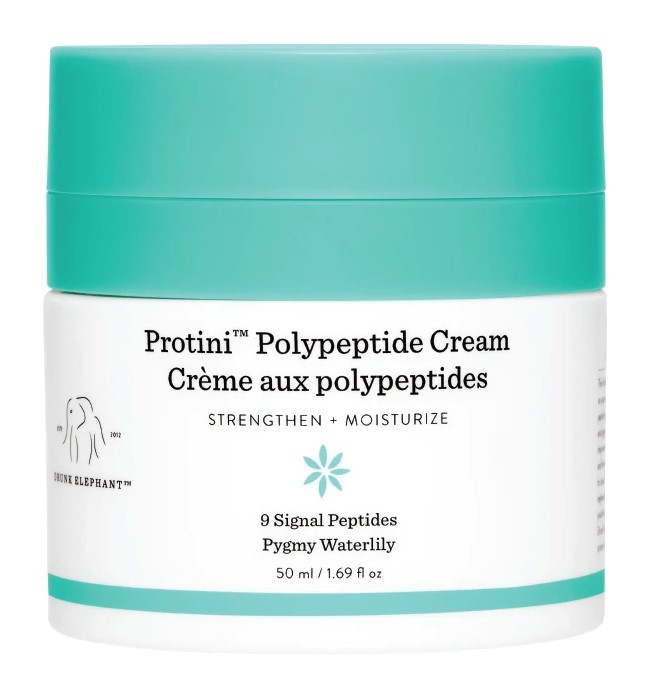 Protini™ Polypeptide Cream
Crème aux polypeptides
STRENGTHEN + MOISTURIZE
2012
DRUNK ELEPHANT™
9 Signal Peptides
Pygmy Waterlily
50 ml / 1.69 fl oz